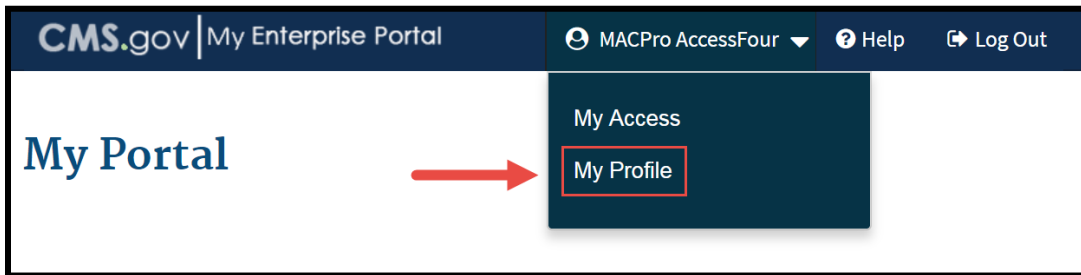 CMS.gov My Enterprise Portal MACPro AccessFour Help Log Out
My Access
My Profile
My Portal